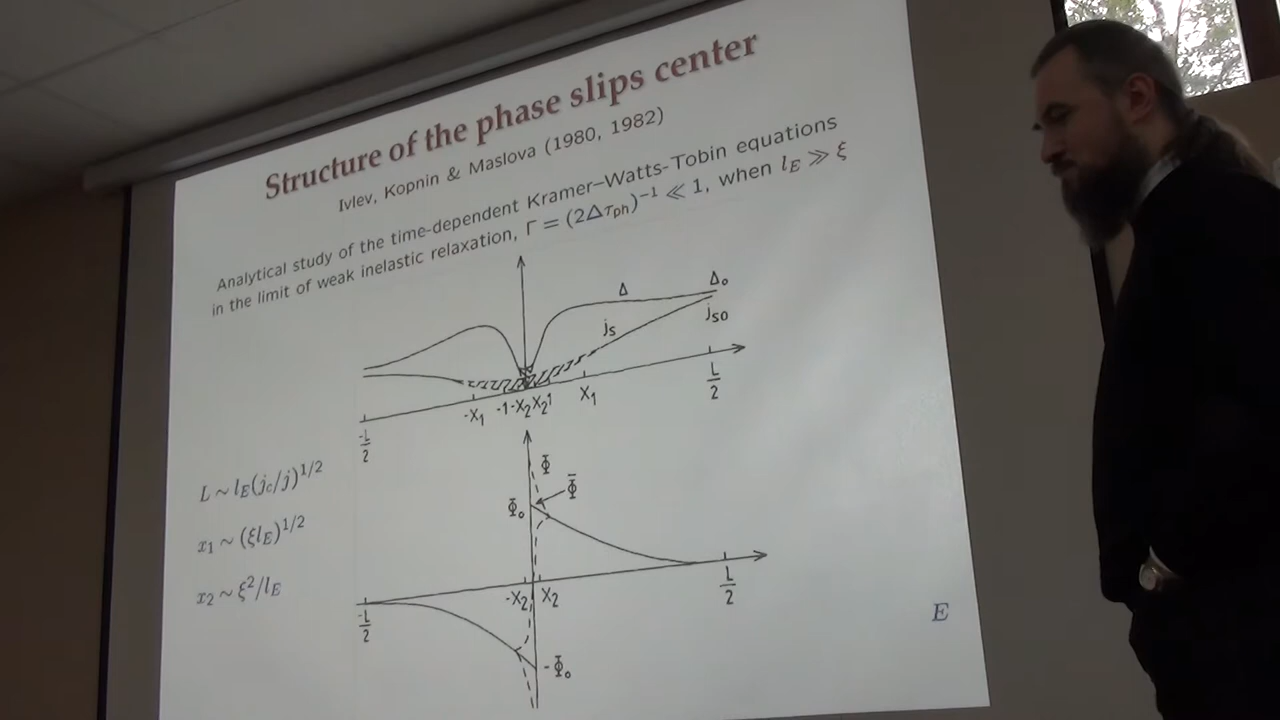 Structure of the phase slips center
Ivlev, Kopnin & Maslova (1980, 1982)
Analytical study of the time-dependent Kramer–Watts-Tobin equations
in the limit of weak inelastic relaxation, Γ = (2Δτ_ph)^−1 ≪ 1, when l_E ≫ ξ
Δ
Δ₀
j_s
j_so
-L/2
-X₁
-1
-X₂
X₂
1
X₁
L/2
L ∼ l_E(j_c/j)^1/2
x₁ ∼ (ξl_E)^1/2
x₂ ∼ ξ²/l_E
Φ
Φ̄
Φ₀
-L/2
-X₂
X₂
L/2
-Φ₀
E